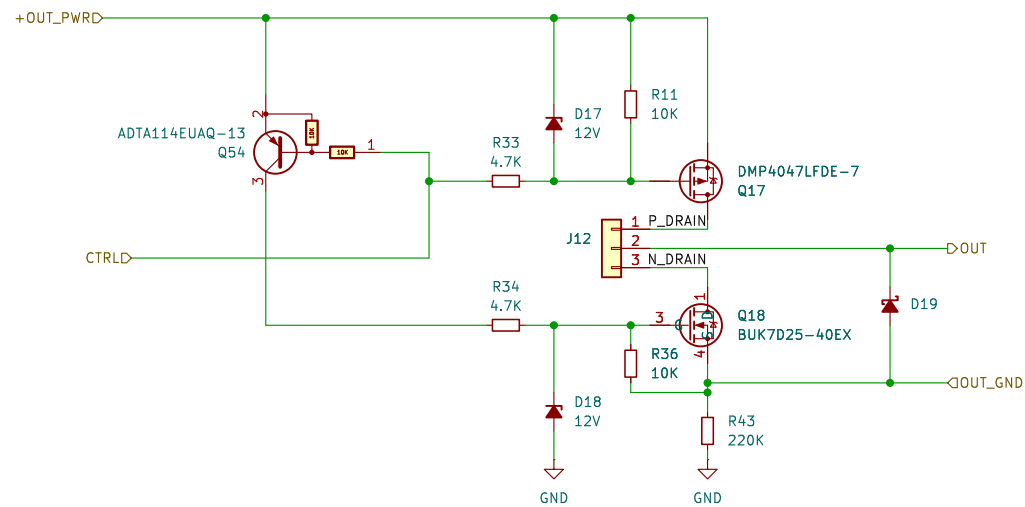 +OUT_PWR
2
10K
ADTA114EUAQ-13
Q54
10K
1
3
D17
12V
R11
10K
R33
4.7K
DMP4047LFDE-7
Q17
J12
1
P_DRAIN
2
3
N_DRAIN
OUT
CTRL
R34
4.7K
D19
1
3
G
S
D
4
Q18
BUK7D25-40EX
R36
10K
OUT_GND
D18
12V
R43
220K
GND
GND